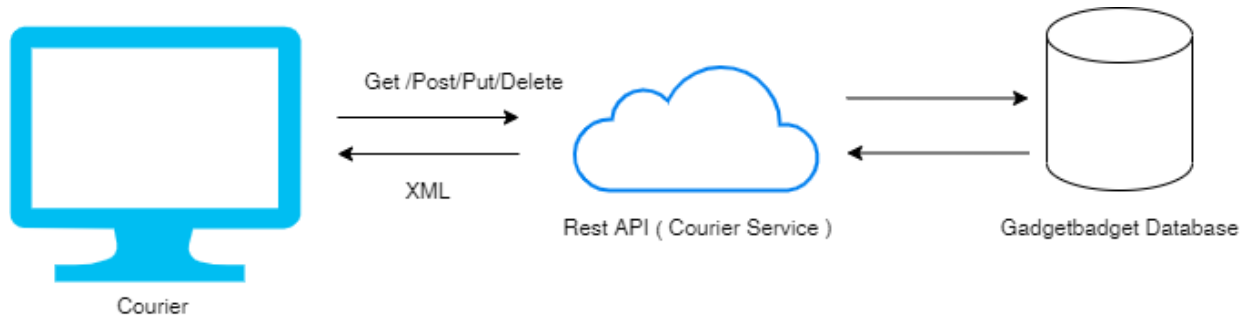 Get /Post/Put/Delete
XML
Rest API ( Courier Service )
Gadgetbadget Database
Courier